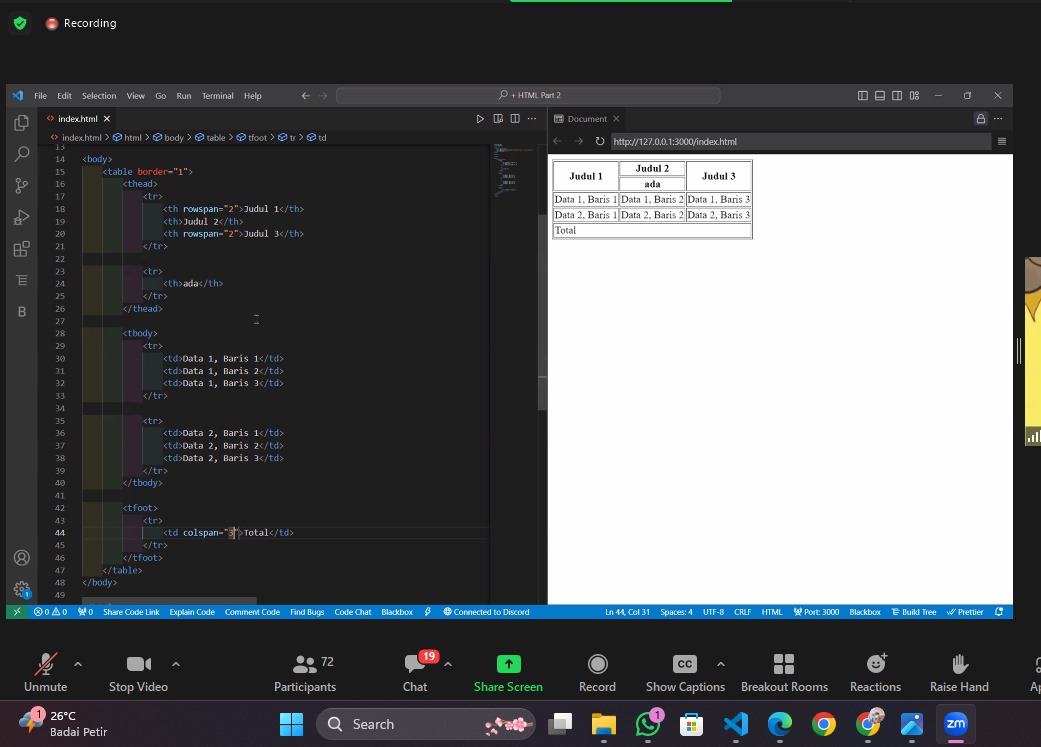 Recording
File Edit Selection View Go Run Terminal Help + HTML Part 2
index.html
Document
index.html > html > body > table > tfoot > tr > td
http://127.0.0.1:3000/index.html
13
14 <body>
15 <table border="1">
16 <thead>
17 <tr>
18 <th rowspan="2">Judul 1</th>
19 <th>Judul 2</th>
20 <th rowspan="2">Judul 3</th>
21 </tr>
22
23 <tr>
24 <th>ada</th>
25 </tr>
26 </thead>
27
28 <tbody>
29 <tr>
30 <td>Data 1, Baris 1</td>
31 <td>Data 1, Baris 2</td>
32 <td>Data 1, Baris 3</td>
33 </tr>
34
35 <tr>
36 <td>Data 2, Baris 1</td>
37 <td>Data 2, Baris 2</td>
38 <td>Data 2, Baris 3</td>
39 </tr>
40 </tbody>
41
42 <tfoot>
43 <tr>
44 <td colspan="3">Total</td>
45 </tr>
46 </tfoot>
47 </table>
48 </body>
49
Judul 1 Judul 2 Judul 3
ada
Data 1, Baris 1 Data 1, Baris 2 Data 1, Baris 3
Data 2, Baris 1 Data 2, Baris 2 Data 2, Baris 3
Total
B
1
0 0 0 Share Code Link Explain Code Comment Code Find Bugs Code Chat Blackbox Connected to Discord Ln 44, Col 31 Spaces: 4 UTF-8 CRLF HTML Port: 3000 Blackbox Build Tree Prettier
72
19
CC
Unmute Stop Video Participants Chat Share Screen Record Show Captions Breakout Rooms Reactions Raise Hand Ap
1
26°C
Badai Petir
Search
1
zm